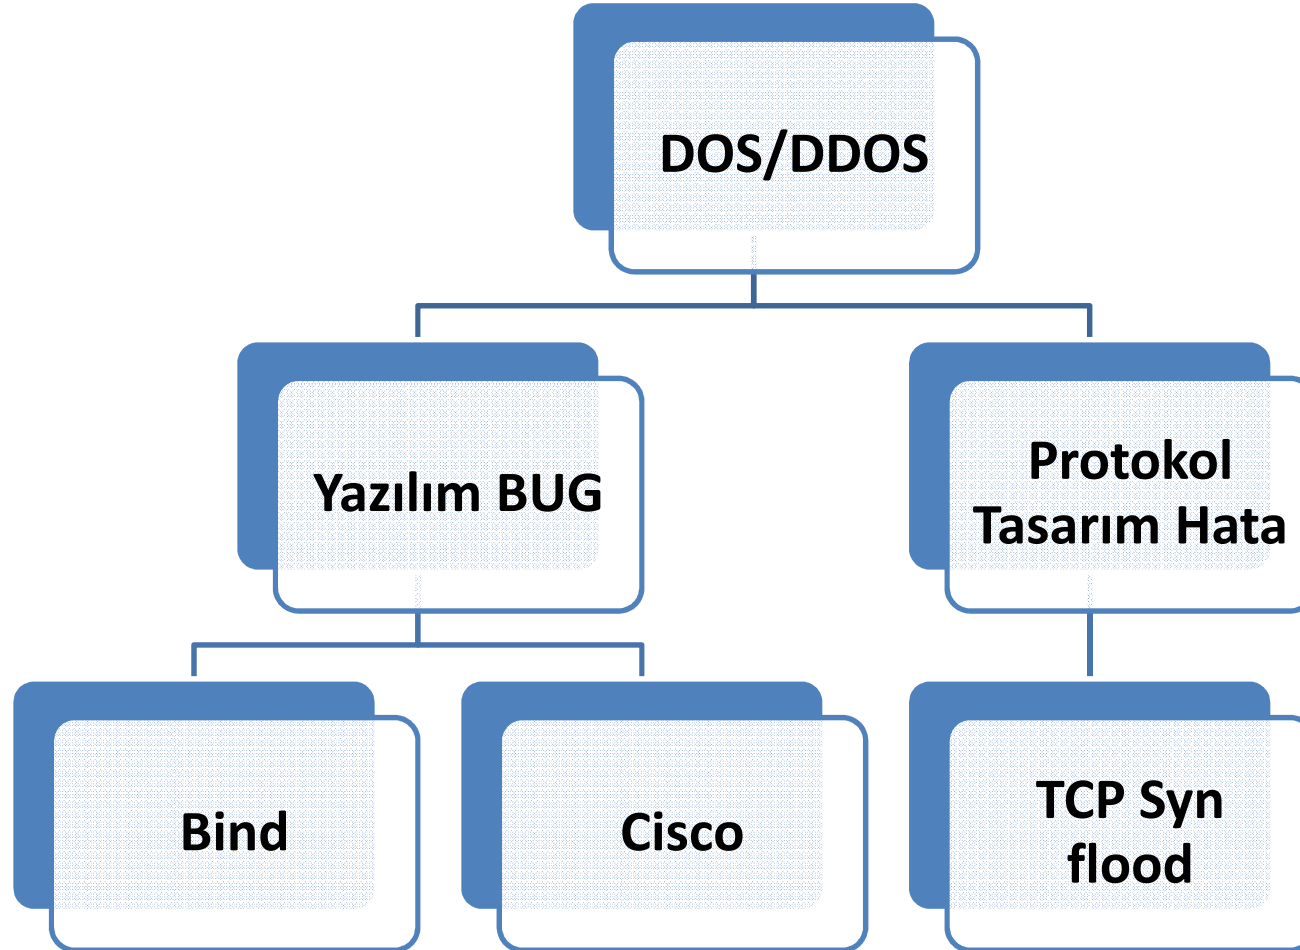 DOS/DDOS
Yazılım BUG
Protokol
Tasarım Hata
Bind
Cisco
TCP Syn
flood